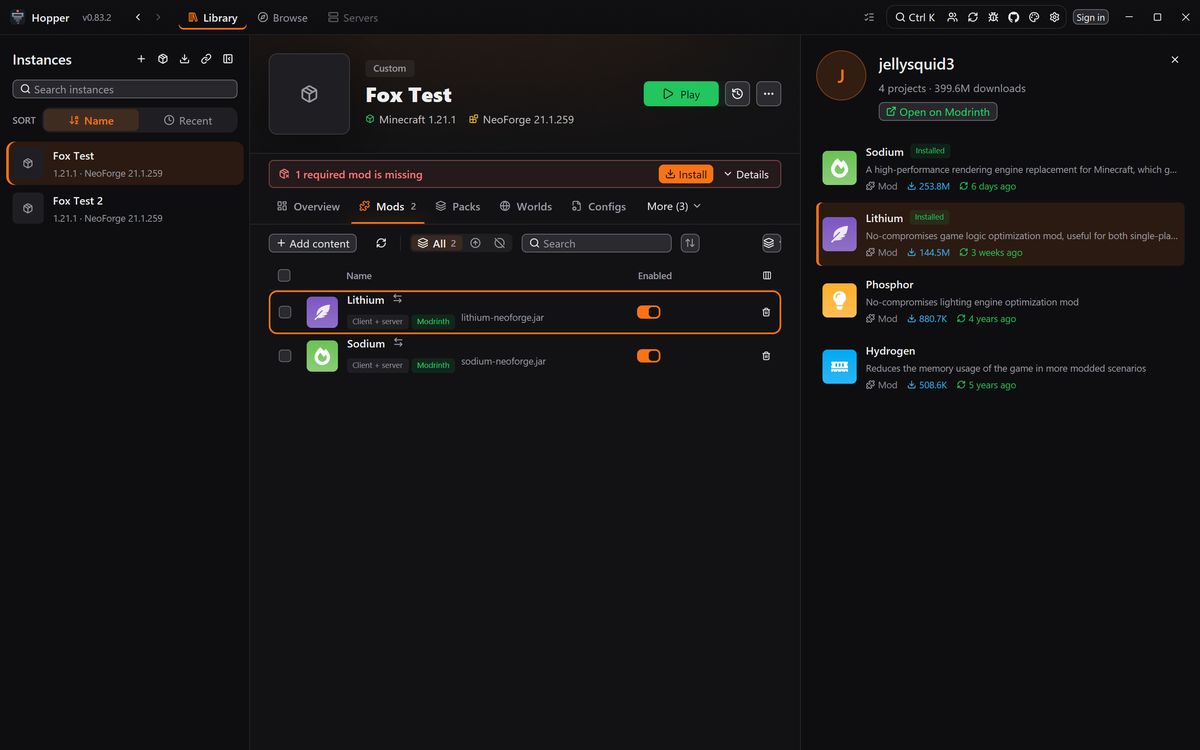 Hopper v0.83.2 Library Browse Servers Ctrl K Sign in
Instances
Search instances
SORT Name Recent
Fox Test
1.21.1 · NeoForge 21.1.259
Fox Test 2
1.21.1 · NeoForge 21.1.259
Custom
Fox Test
Minecraft 1.21.1 NeoForge 21.1.259
Play
1 required mod is missing Install Details
Overview Mods 2 Packs Worlds Configs More (3)
Add content All 2 Search
Name Enabled
Lithium
Client + server Modrinth lithium-neoforge.jar
Sodium
Client + server Modrinth sodium-neoforge.jar
J
jellysquid3
4 projects · 399.6M downloads
Open on Modrinth
Sodium Installed
A high-performance rendering engine replacement for Minecraft, which g...
Mod 253.8M 6 days ago
Lithium Installed
No-compromises game logic optimization mod, useful for both single-pla...
Mod 144.5M 3 weeks ago
Phosphor
No-compromises lighting engine optimization mod
Mod 880.7K 4 years ago
Hydrogen
Reduces the memory usage of the game in more modded scenarios
Mod 508.6K 5 years ago